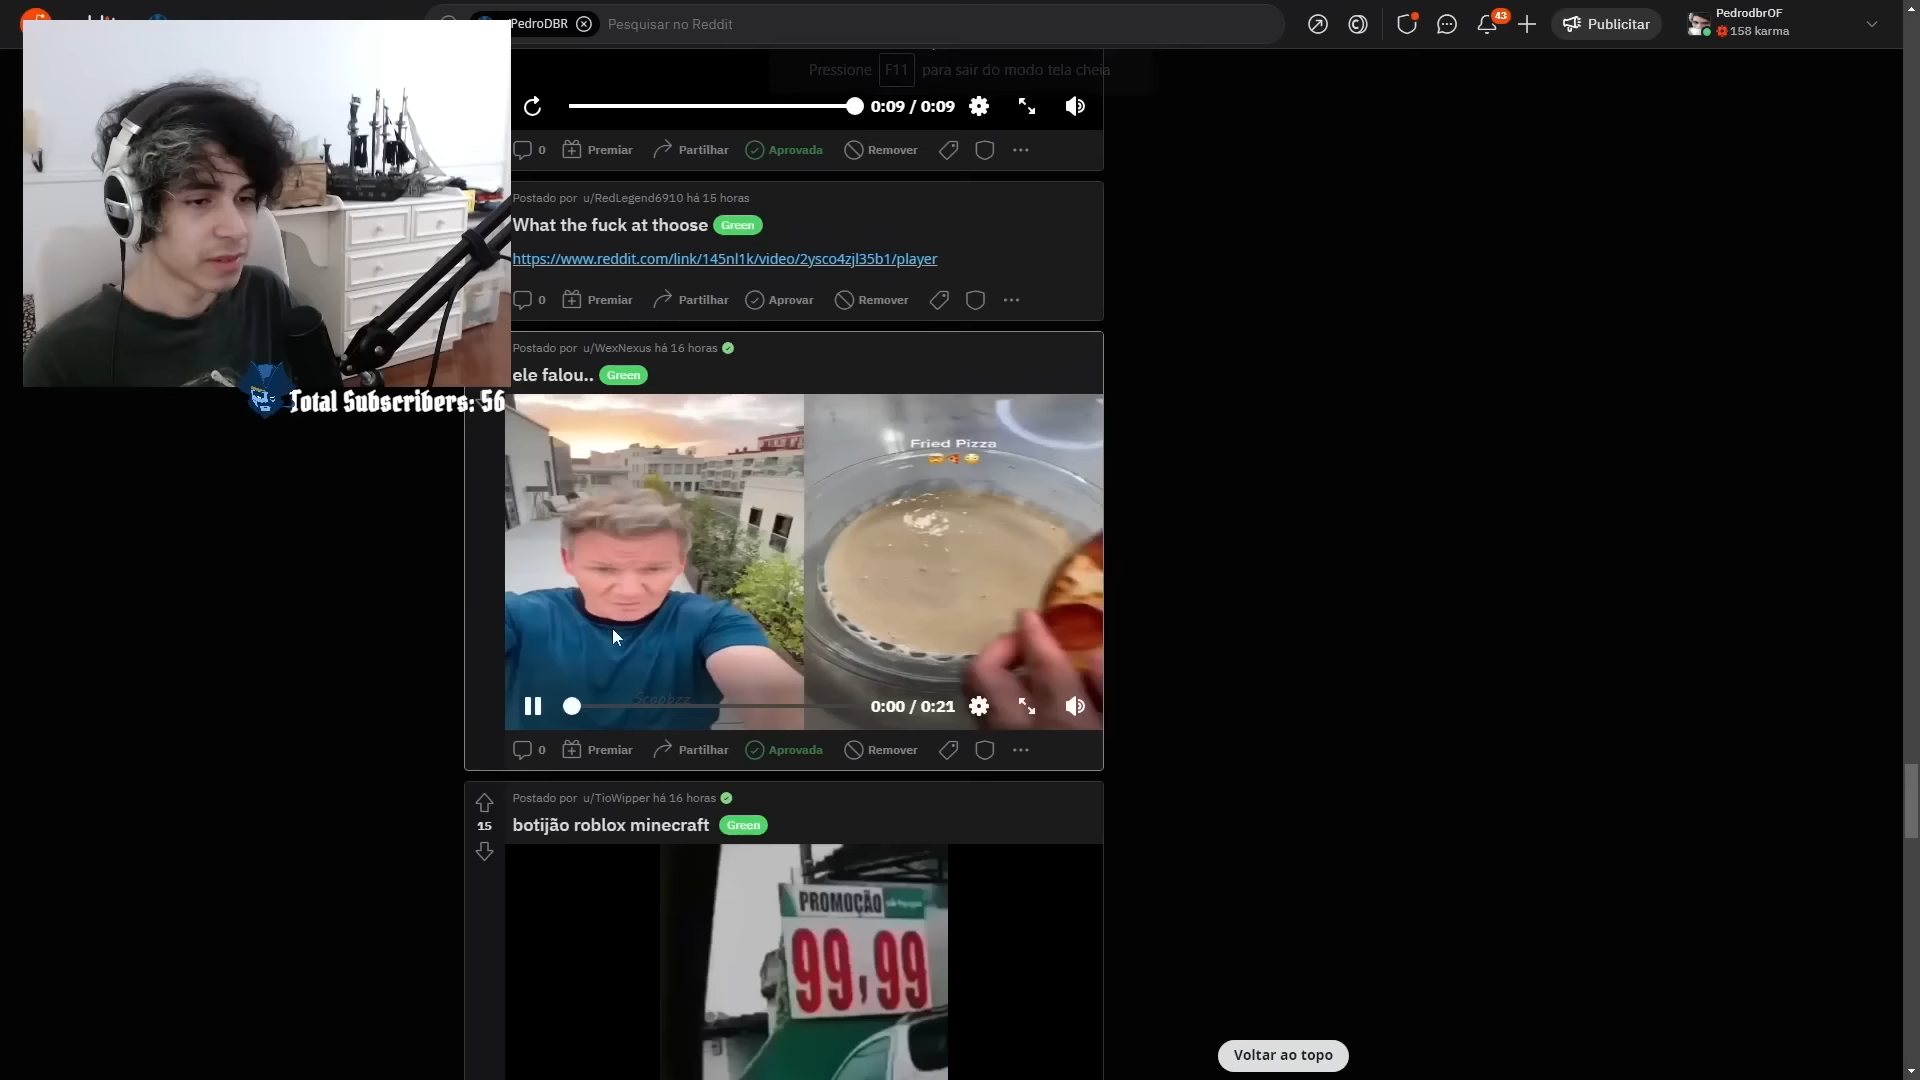 PedroDBR
Pesquisar no Reddit
43
Publicitar
PedrodbrOF
158 karma
Pressione F11 para sair do modo tela cheia
0:09 / 0:09
0 Premiar Partilhar Aprovada Remover
Postado por u/RedLegend6910 há 15 horas
What the fuck at thoose Green
https://www.reddit.com/link/145nl1k/video/2ysco4zjl35b1/player
0 Premiar Partilhar Aprovar Remover
Postado por u/WexNexus há 16 horas
ele falou.. Green
Total Subscribers: 56
Fried Pizza
Scoobzz
0:00 / 0:21
0 Premiar Partilhar Aprovada Remover
Postado por u/TioWipper há 16 horas
15
botijão roblox minecraft Green
PROMOÇÃO
99,99
Voltar ao topo